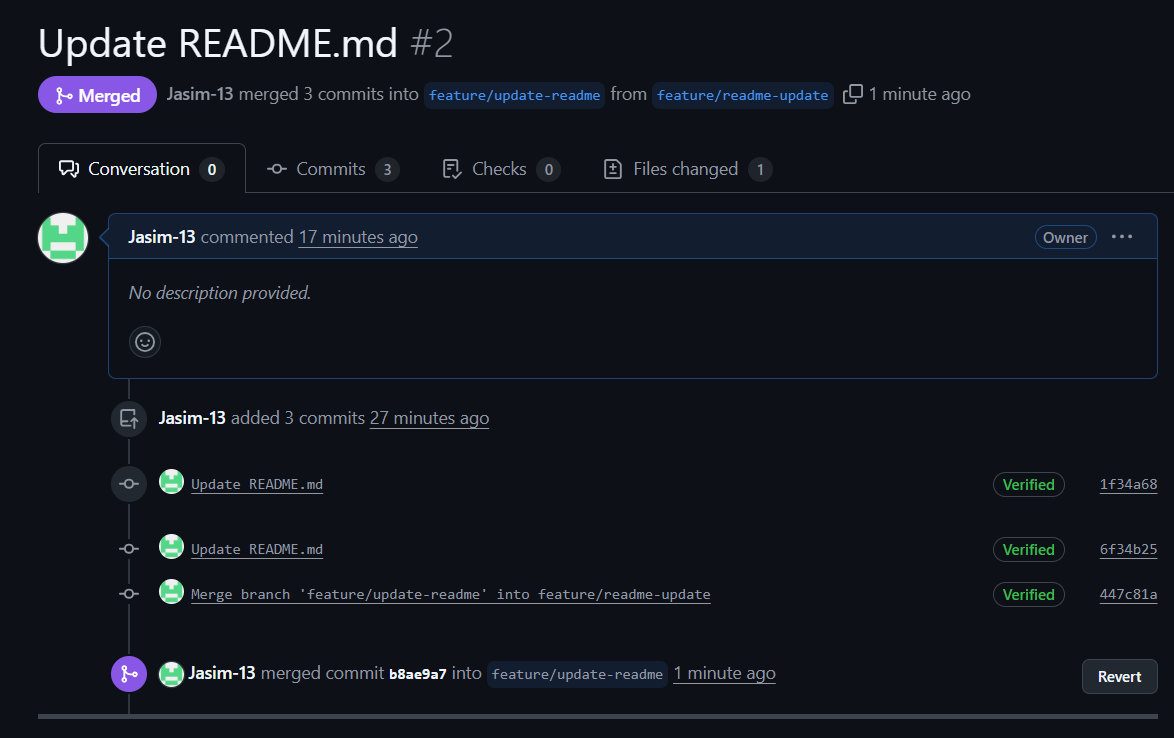 Update README.md #2
Merged Jasim-13 merged 3 commits into feature/update-readme from feature/readme-update 1 minute ago
Conversation 0 Commits 3 Checks 0 Files changed 1
Jasim-13 commented 17 minutes ago Owner ...
No description provided.
Jasim-13 added 3 commits 27 minutes ago
Update README.md Verified 1f34a68
Update README.md Verified 6f34b25
Merge branch 'feature/update-readme' into feature/readme-update Verified 447c81a
Jasim-13 merged commit b8ae9a7 into feature/update-readme 1 minute ago Revert